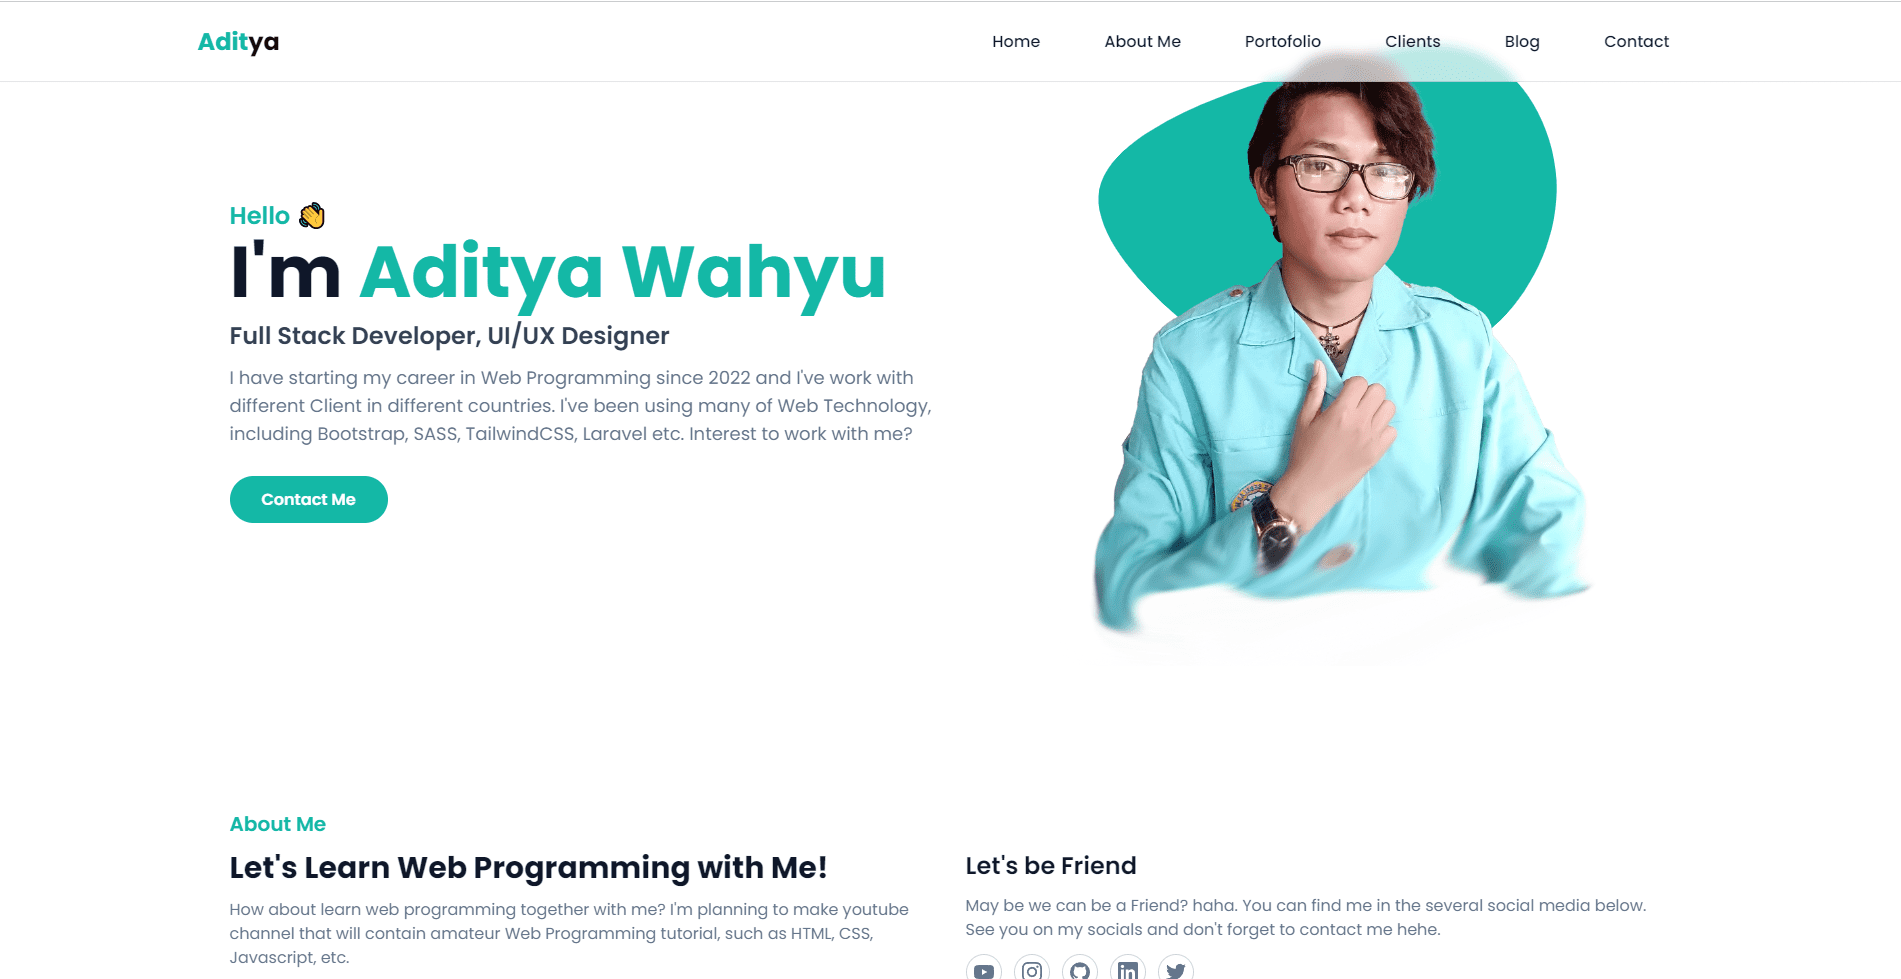 Aditya
Home About Me Portofolio Clients Blog Contact
Hello 👋
I'm Aditya Wahyu
Full Stack Developer, UI/UX Designer
I have starting my career in Web Programming since 2022 and I've work with
different Client in different countries. I've been using many of Web Technology,
including Bootstrap, SASS, TailwindCSS, Laravel etc. Interest to work with me?
Contact Me
About Me
Let's Learn Web Programming with Me!
How about learn web programming together with me? I'm planning to make youtube
channel that will contain amateur Web Programming tutorial, such as HTML, CSS,
Javascript, etc.
Let's be Friend
May be we can be a Friend? haha. You can find me in the several social media below.
See you on my socials and don't forget to contact me hehe.